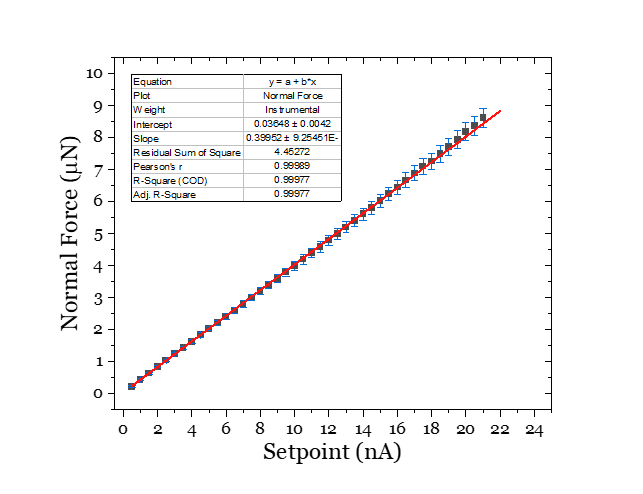 Equation y = a + b*x
Plot Normal Force
Weight Instrumental
Intercept 0.03648 ± 0.0042
Slope 0.39952 ± 9.25451E-
Residual Sum of Square 4.45272
Pearson's r 0.99989
R-Square (COD) 0.99977
Adj. R-Square 0.99977
Normal Force (μN)
10
9
8
7
6
5
4
3
2
1
0
0 2 4 6 8 10 12 14 16 18 20 22 24
Setpoint (nA)